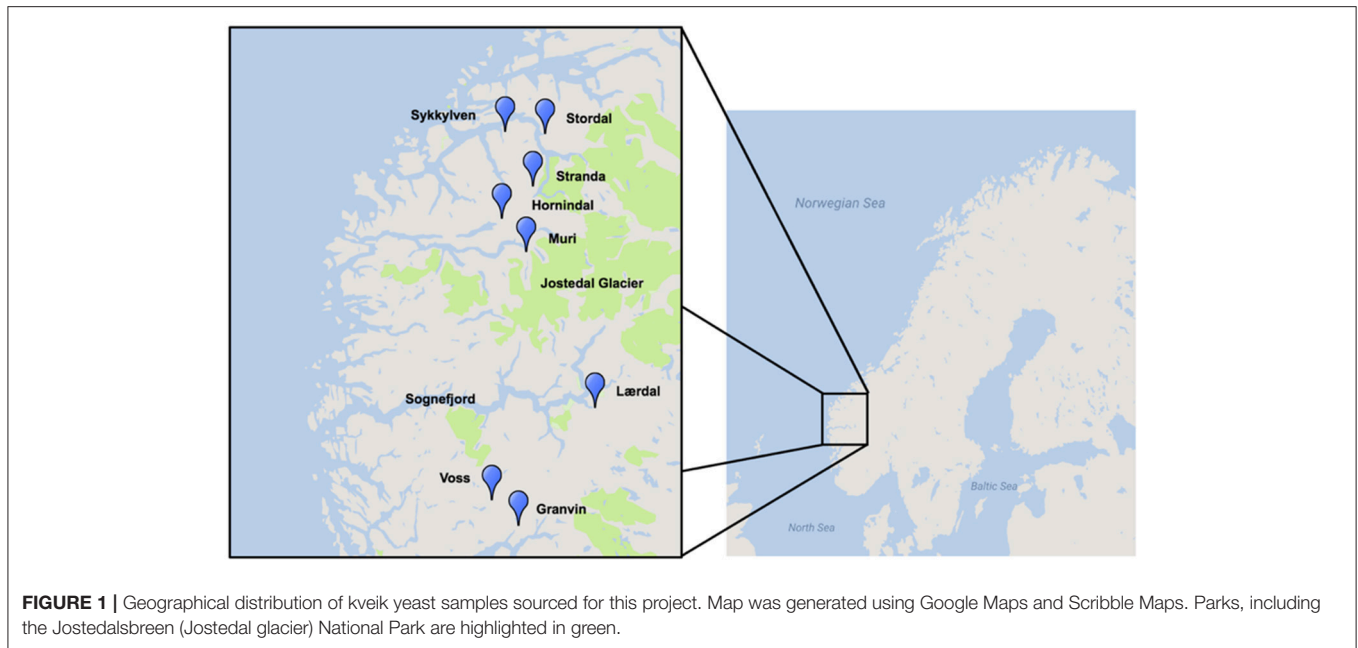 Sykkylven
Stordal
Stranda
Hornindal
Muri
Jostedal Glacier
Lærdal
Sognefjord
Voss
Granvin
Norwegian Sea
Baltic Sea
North Sea
FIGURE 1 | Geographical distribution of kveik yeast samples sourced for this project. Map was generated using Google Maps and Scribble Maps. Parks, including
the Jostedalsbreen (Jostedal glacier) National Park are highlighted in green.